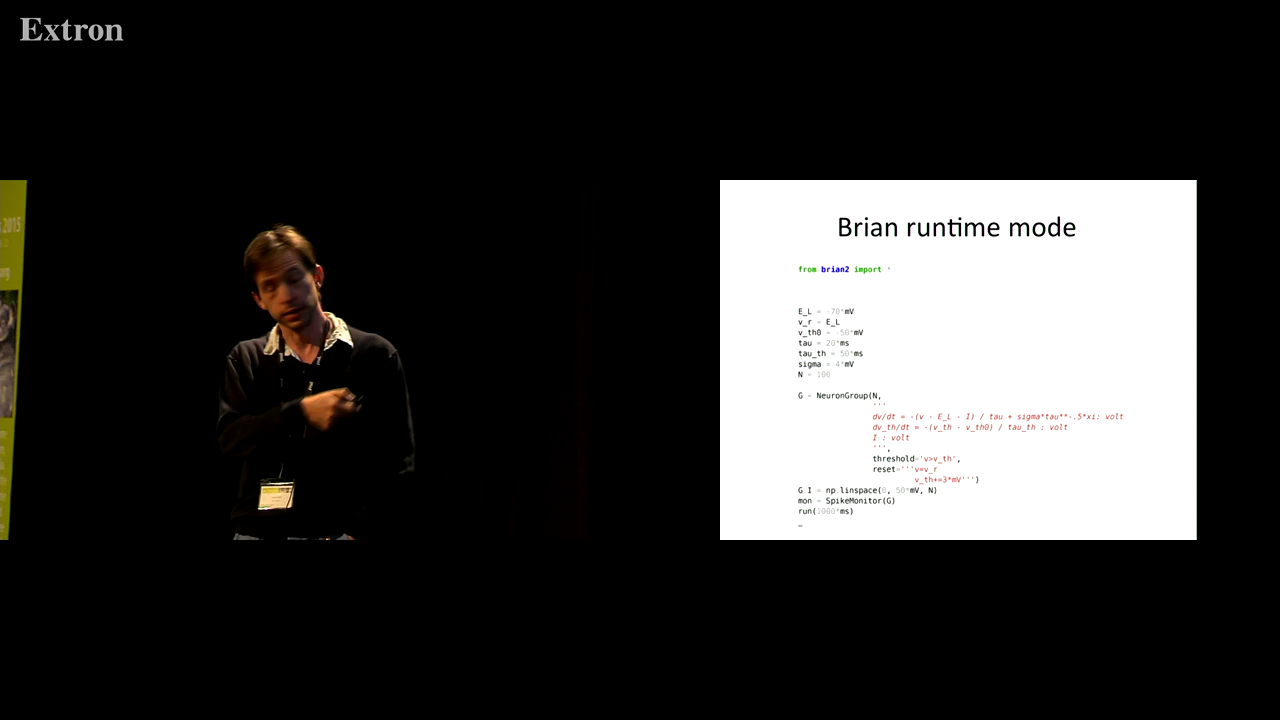 Extron
2015
Brian runtime mode
from brian2 import *
E_L = -70*mV
v_r = E_L
v_th0 = -50*mV
tau = 20*ms
tau_th = 50*ms
sigma = 4*mV
N = 100
G = NeuronGroup(N,
'''
dv/dt = -(v - E_L - I) / tau + sigma*tau**-.5*xi: volt
dv_th/dt = -(v_th - v_th0) / tau_th : volt
I : volt
''',
threshold='v>v_th',
reset='''v=v_r
v_th+=3*mV''')
G.I = np.linspace(0, 50*mV, N)
mon = SpikeMonitor(G)
run(1000*ms)
…